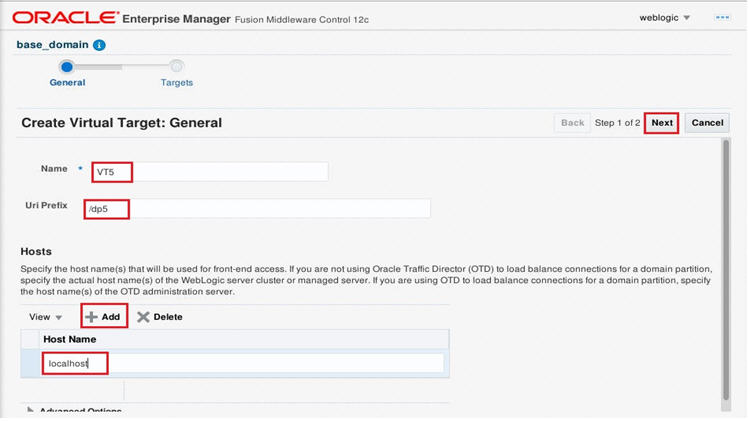 ORACLE® Enterprise Manager Fusion Middleware Control 12c
weblogic
base_domain
General
Targets
Create Virtual Target: General
Back Step 1 of 2 Next Cancel
Name * VT5
Uri Prefix /dp5
Hosts
Specify the host name(s) that will be used for front-end access. If you are not using Oracle Traffic Director (OTD) to load balance connections for a domain partition,
specify the actual host name(s) of the WebLogic server cluster or managed server. If you are using OTD to load balance connections for a domain partition, specify
the host name(s) of the OTD administration server.
View Add Delete
Host Name
localhost
Advanced Options